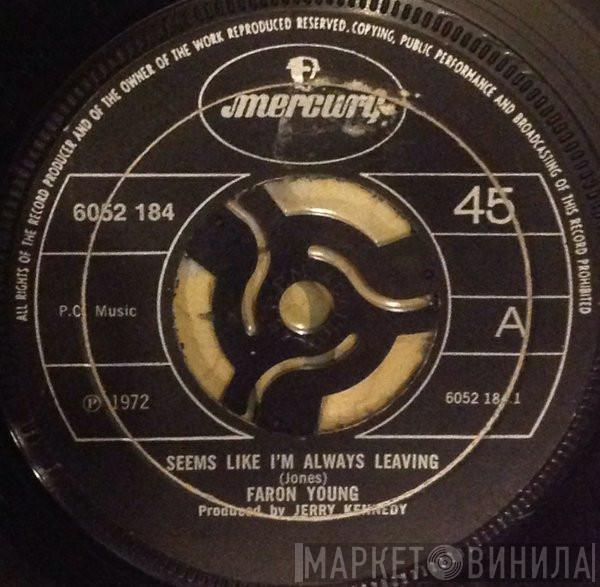 ALL RIGHTS OF THE RECORD PRODUCER AND OF THE OWNER OF THE WORK REPRODUCED RESERVED. COPYING, PUBLIC PERFORMANCE AND BROADCASTING OF THIS RECORD PROHIBITED
mercury
6052 184
45
P.C. Music
A
℗ 1972
6052 184.1
SEEMS LIKE I'M ALWAYS LEAVING
(Jones)
FARON YOUNG
Produced by JERRY KENNEDY
МАРКЕТ ВИНИЛА